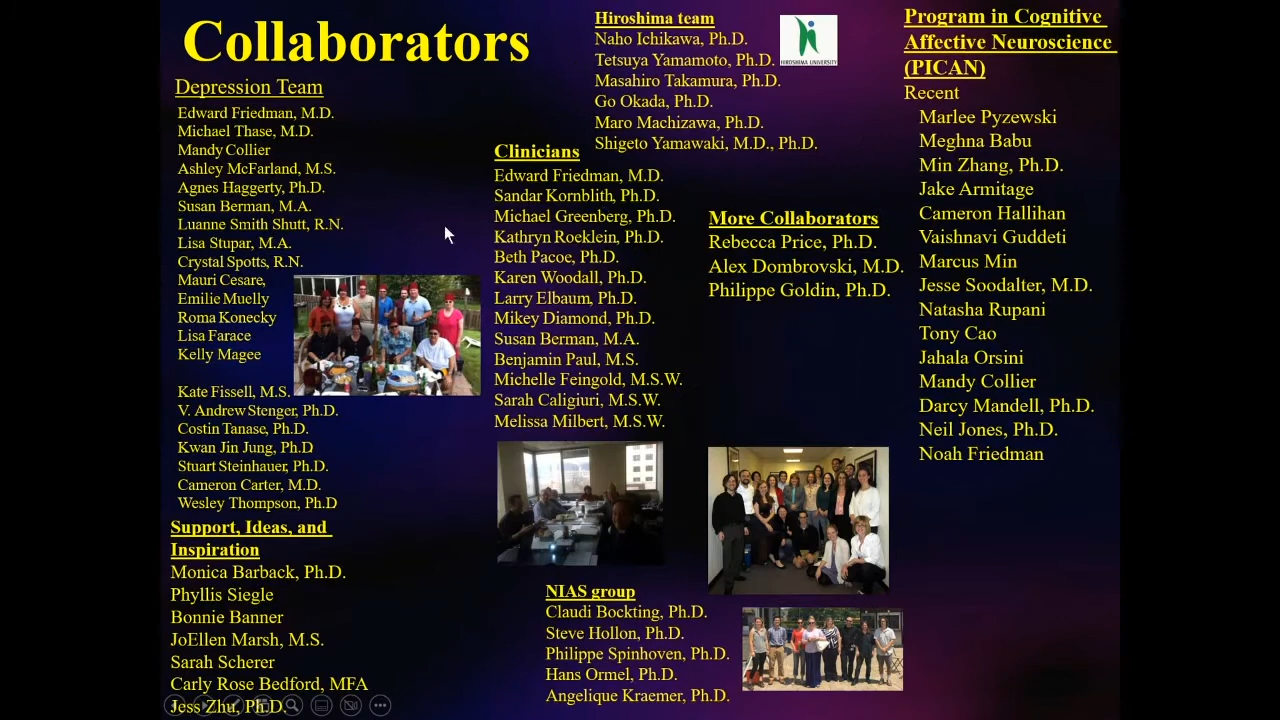 Collaborators
Depression Team
Edward Friedman, M.D.
Michael Thase, M.D.
Mandy Collier
Ashley McFarland, M.S.
Agnes Haggerty, Ph.D.
Susan Berman, M.A.
Luanne Smith Shutt, R.N.
Lisa Stupar, M.A.
Crystal Spotts, R.N.
Mauri Cesare,
Emilie Muelly
Roma Konecky
Lisa Farace
Kelly Magee
Kate Fissell, M.S.
V. Andrew Stenger, Ph.D.
Costin Tanase, Ph.D.
Kwan Jin Jung, Ph.D
Stuart Steinhauer, Ph.D.
Cameron Carter, M.D.
Wesley Thompson, Ph.D
Support, Ideas, and
Inspiration
Monica Barback, Ph.D.
Phyllis Siegle
Bonnie Banner
JoEllen Marsh, M.S.
Sarah Scherer
Carly Rose Bedford, MFA
Jess Zhu, Ph.D.
Clinicians
Edward Friedman, M.D.
Sandar Kornblith, Ph.D.
Michael Greenberg, Ph.D.
Kathryn Roeklein, Ph.D.
Beth Pacoe, Ph.D.
Karen Woodall, Ph.D.
Larry Elbaum, Ph.D.
Mikey Diamond, Ph.D.
Susan Berman, M.A.
Benjamin Paul, M.S.
Michelle Feingold, M.S.W.
Sarah Caligiuri, M.S.W.
Melissa Milbert, M.S.W.
Hiroshima team
Naho Ichikawa, Ph.D.
Tetsuya Yamamoto, Ph.D.
Masahiro Takamura, Ph.D.
Go Okada, Ph.D.
Maro Machizawa, Ph.D.
Shigeto Yamawaki, M.D., Ph.D.
HIROSHIMA UNIVERSITY
More Collaborators
Rebecca Price, Ph.D.
Alex Dombrovski, M.D.
Philippe Goldin, Ph.D.
NIAS group
Claudi Bockting, Ph.D.
Steve Hollon, Ph.D.
Philippe Spinhoven, Ph.D.
Hans Ormel, Ph.D.
Angelique Kraemer, Ph.D.
Program in Cognitive
Affective Neuroscience
(PICAN)
Recent
Marlee Pyzewski
Meghna Babu
Min Zhang, Ph.D.
Jake Armitage
Cameron Hallihan
Vaishnavi Guddeti
Marcus Min
Jesse Soodalter, M.D.
Natasha Rupani
Tony Cao
Jahala Orsini
Mandy Collier
Darcy Mandell, Ph.D.
Neil Jones, Ph.D.
Noah Friedman